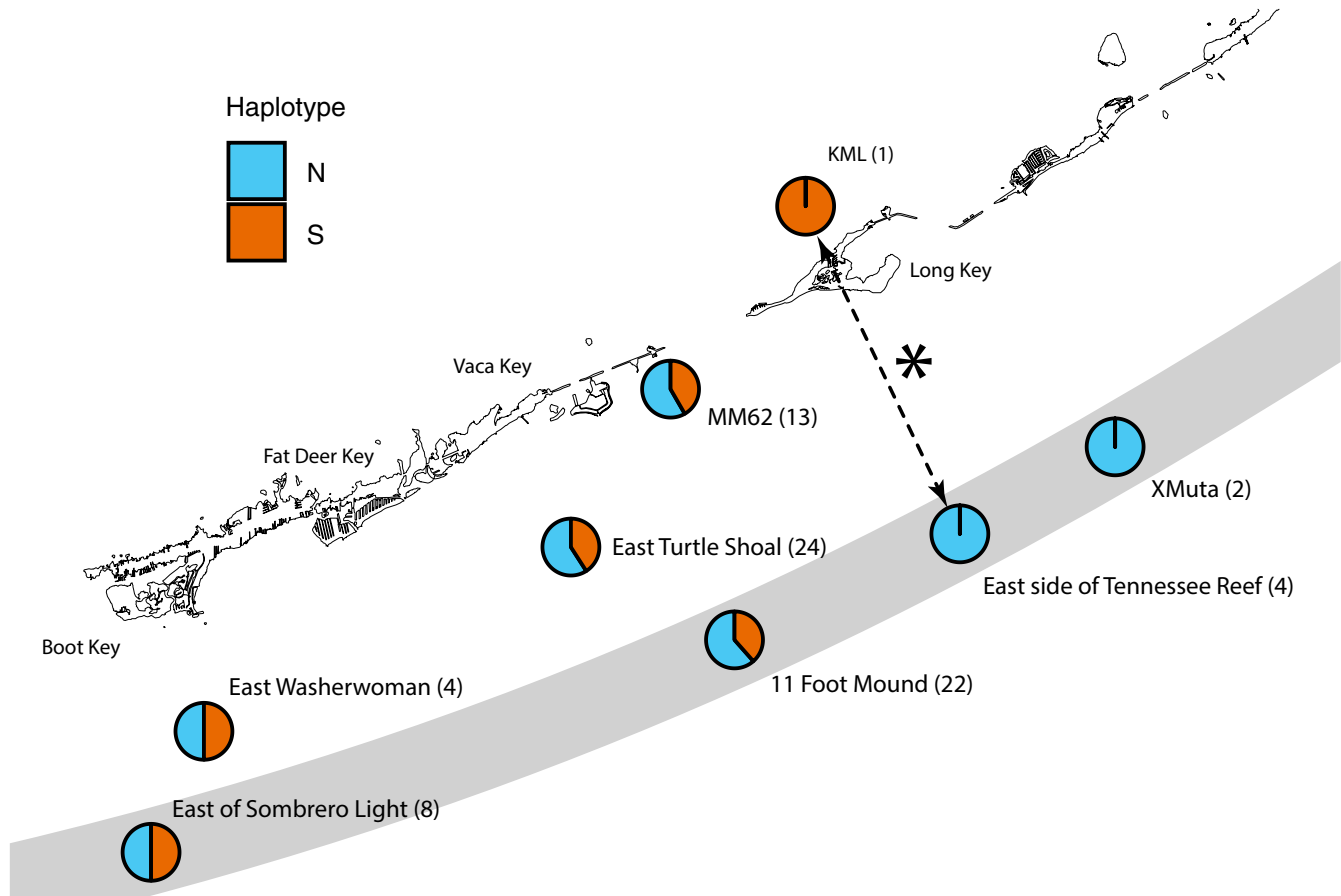 Haplotype
N
S
KML (1)
Long Key
Vaca Key
MM62 (13)
*
Fat Deer Key
XMuta (2)
East Turtle Shoal (24)
East side of Tennessee Reef (4)
Boot Key
11 Foot Mound (22)
East Washerwoman (4)
East of Sombrero Light (8)